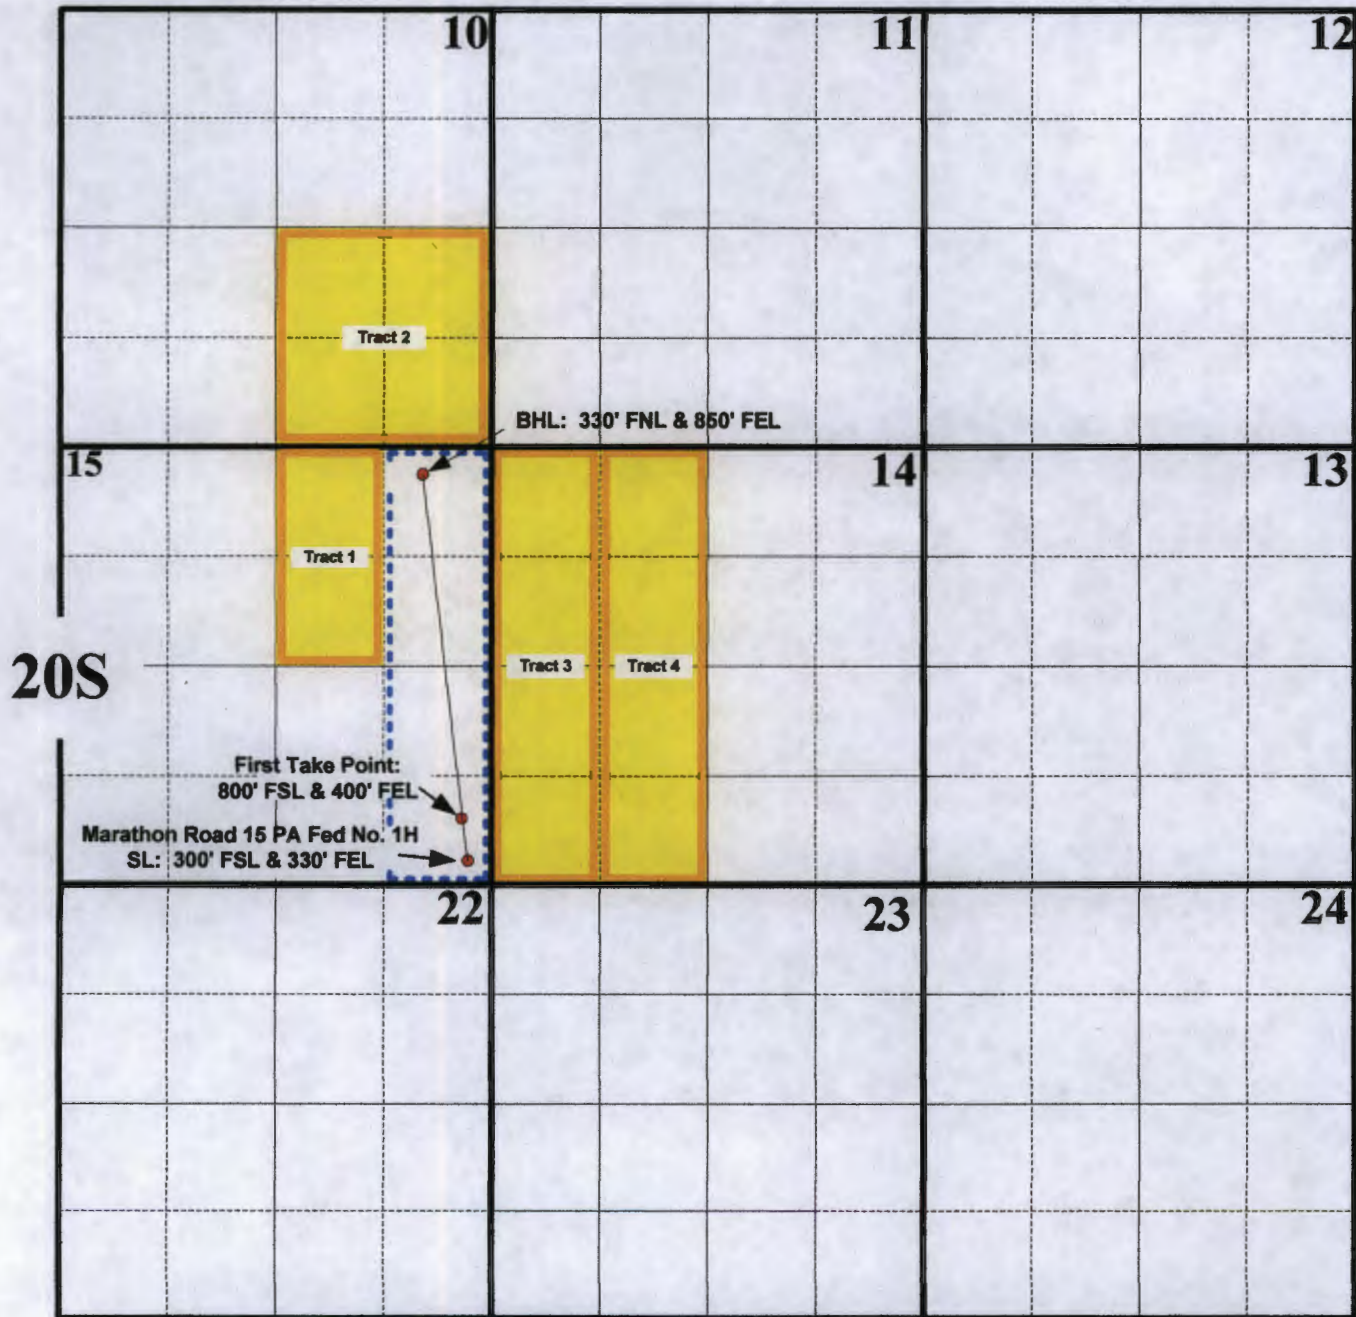 10
11
12
Tract 2
BHL: 330' FNL & 850' FEL
15
14
13
Tract 1
20S
Tract 3
Tract 4
First Take Point:
800' FSL & 400' FEL
Marathon Road 15 PA Fed No. 1H
SL: 300' FSL & 330' FEL
22
23
24